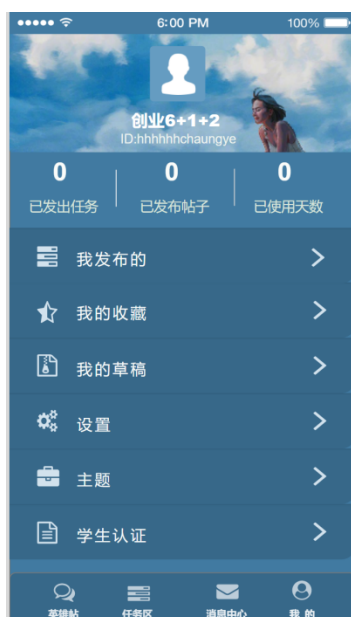 6:00 PM 100%
创业6+1+2
ID:hhhhhhchaungye
0 0 0
已发出任务 已发布帖子 已使用天数
我发布的
我的收藏
我的草稿
设置
主题
学生认证
英雄帖 任务区 消息中心 我 的